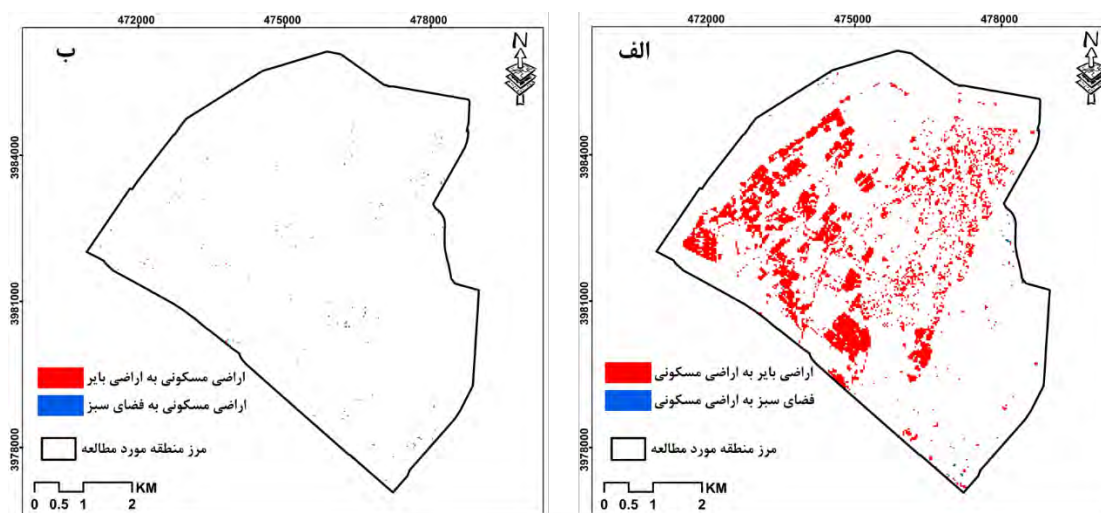 472000 475000 478000
ب
N
3984000
3981000
3978000
اراضی مسکونی به اراضی بایر
اراضی مسکونی به فضای سبز
مرز منطقه مورد مطالعه
KM
0 0.5 1 2
472000 475000 478000
الف
N
3984000
3981000
3978000
اراضی بایر به اراضی مسکونی
فضای سبز به اراضی مسکونی
مرز منطقه مورد مطالعه
KM
0 0.5 1 2